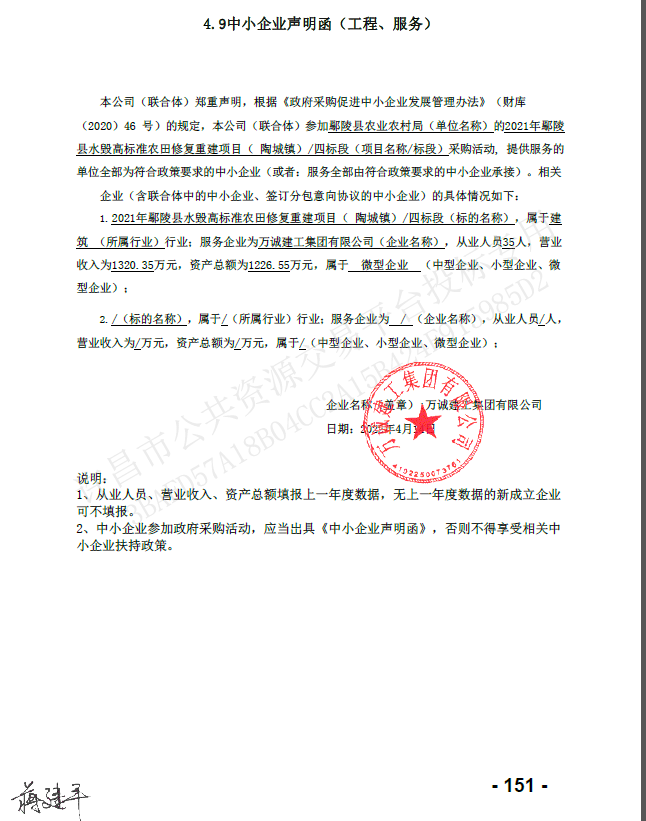 4.9中小企业声明函（工程、服务）
本公司（联合体）郑重声明，根据《政府采购促进中小企业发展管理办法》（财库
（2020）46 号）的规定，本公司（联合体）参加鄢陵县农业农村局（单位名称）的2021年鄢陵
县水毁高标准农田修复重建项目（ 陶城镇）/四标段（项目名称/标段）采购活动, 提供服务的
单位全部为符合政策要求的中小企业（或者：服务全部由符合政策要求的中小企业承接）。相关
企业（含联合体中的中小企业、签订分包意向协议的中小企业）的具体情况如下：
1.2021年鄢陵县水毁高标准农田修复重建项目（ 陶城镇）/四标段（标的名称），属于建
筑 （所属行业）行业；服务企业为万诚建工集团有限公司（企业名称），从业人员35人，营业
收入为1320.35万元，资产总额为1226.55万元，属于 微型企业 （中型企业、小型企业、微
型企业）；
2./（标的名称），属于/（所属行业）行业；服务企业为 / （企业名称），从业人员/人，
营业收入为/万元，资产总额为/万元，属于/（中型企业、小型企业、微型企业）；
企业名称（盖章）：万诚建工集团有限公司
日期：
年4月
日
万诚建工集团有限公司
说明：
1、从业人员、营业收入、资产总额填报上一年度数据，无上一年度数据的新成立企业
可不填报。
2、中小企业参加政府采购活动，应当出具《中小企业声明函》，否则不得享受相关中
小企业扶持政策。
蒋建平
- 151 -